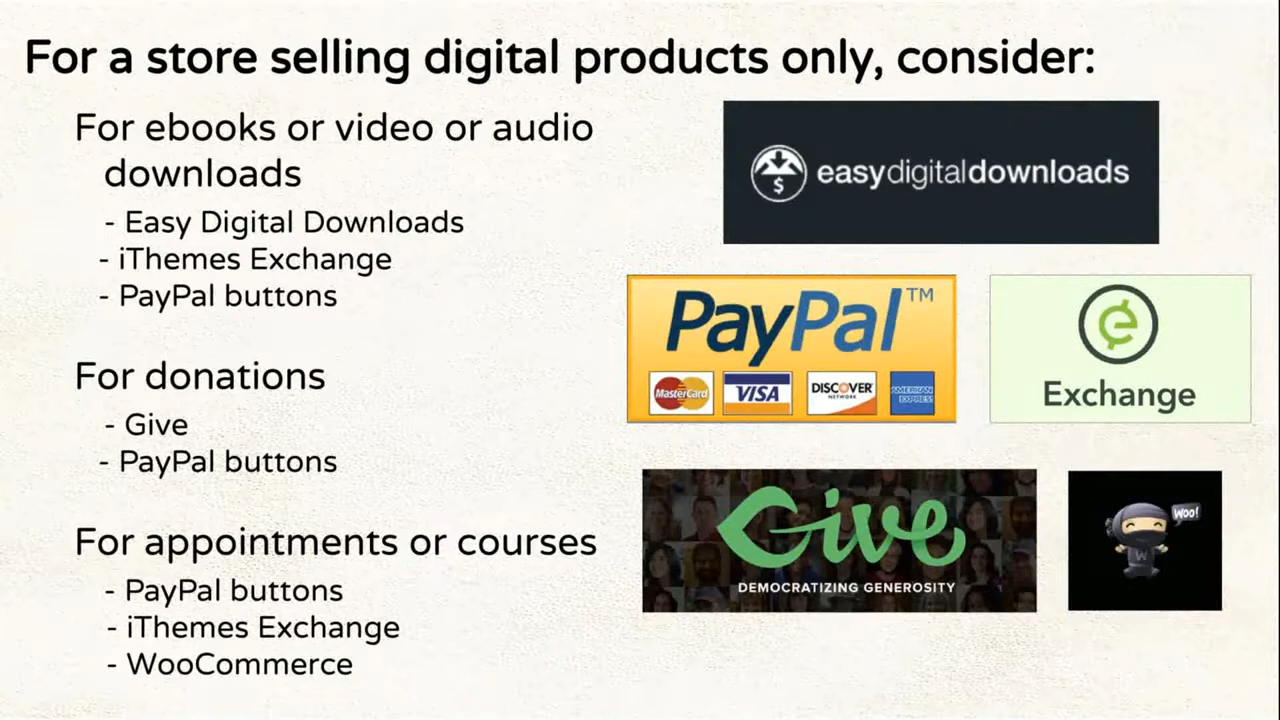 For a store selling digital products only, consider:
For ebooks or video or audio
downloads
- Easy Digital Downloads
- iThemes Exchange
- PayPal buttons
For donations
- Give
- PayPal buttons
For appointments or courses
- PayPal buttons
- iThemes Exchange
- WooCommerce
$ easydigitaldownloads
PayPal™
MasterCard VISA DISCOVER NETWORK AMERICAN EXPRESS
e
Exchange
Give
DEMOCRATIZING GENEROSITY
WOO!
W